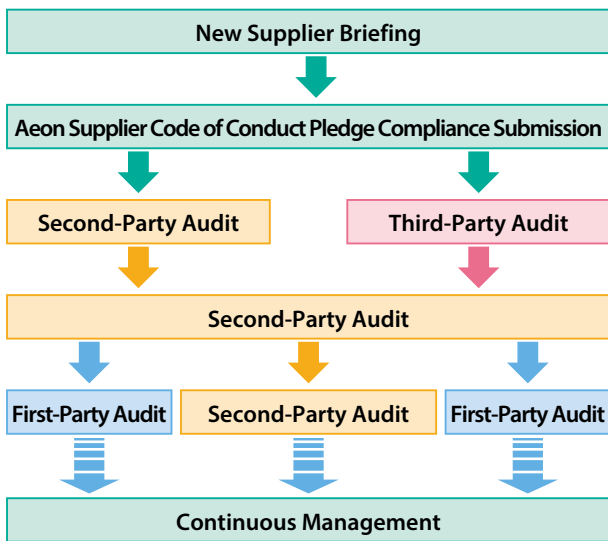 New Supplier Briefing
Aeon Supplier Code of Conduct Pledge Compliance Submission
Second-Party Audit
Third-Party Audit
Second-Party Audit
First-Party Audit
Second-Party Audit
First-Party Audit
Continuous Management